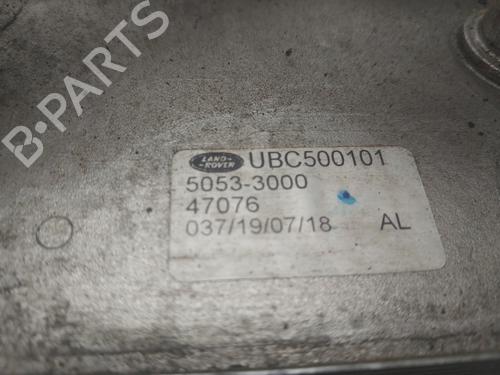 B-PARTS
LAND-
ROVER
UBC500101
5053-3000
47076
037/19/07/18 AL